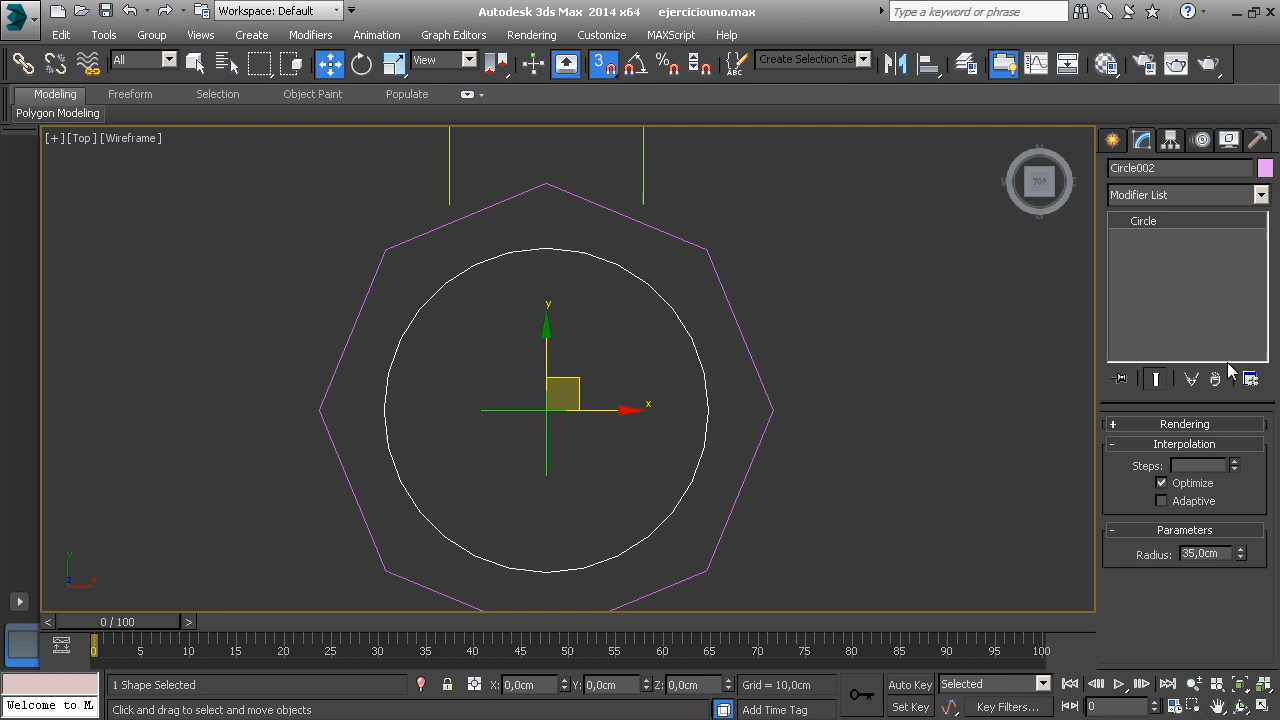 Workspace: Default
Autodesk 3ds Max 2014 x64 ejercicinono.max
Type a keyword or phrase
Edit Tools Group Views Create Modifiers Animation Graph Editors Rendering Customize MAXScript Help
All
View
3
%
ABC
Create Selection Se
Modeling Freeform Selection Object Paint Populate
Polygon Modeling
[+] [Top ] [Wireframe ]
N
W TOP E
S
Circle002
Modifier List
Circle
y
x
+ Rendering
- Interpolation
Steps:
Optimize
Adaptive
- Parameters
Radius: 35,0cm
y
z x
< 0 / 100 >
0 5 10 15 20 25 30 35 40 45 50 55 60 65 70 75 80 85 90 95 100
1 Shape Selected
X: 0,0cm Y: 0,0cm Z: 0,0cm
Grid = 10,0cm
Auto Key Selected
Welcome to M
Click and drag to select and move objects
Add Time Tag
Set Key Key Filters...
0